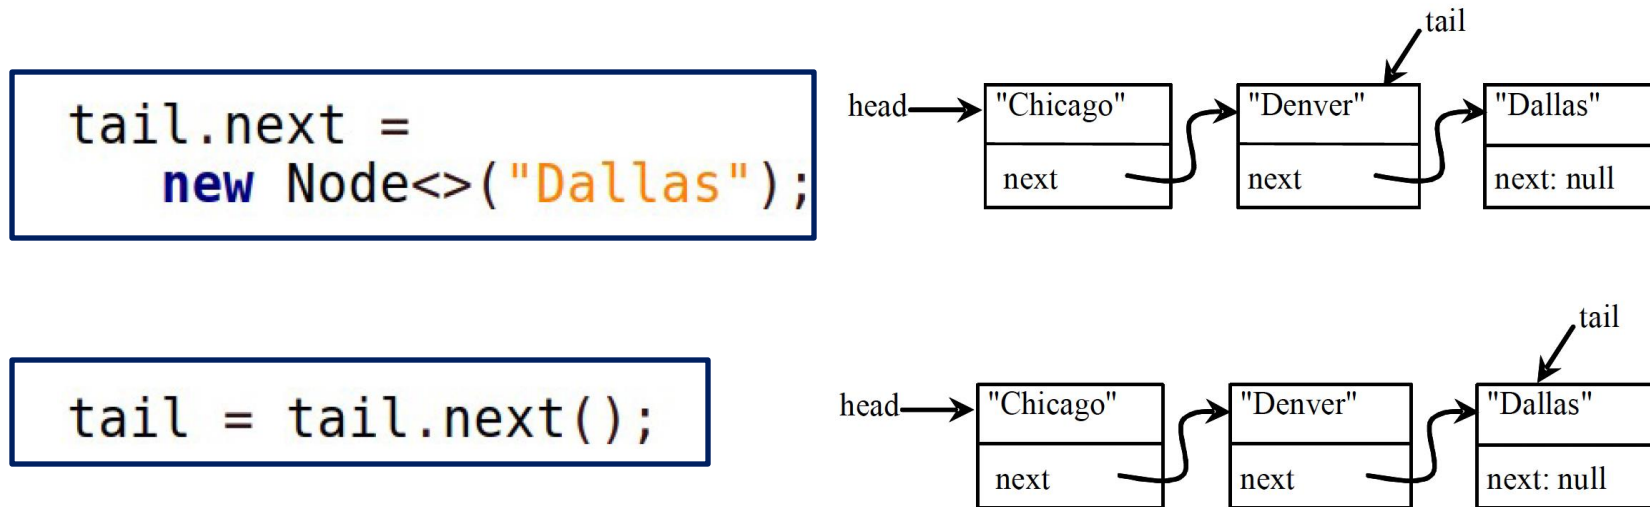 tail.next =
new Node<>("Dallas");
tail
head
"Chicago" "Denver" "Dallas"
next next next: null
tail = tail.next();
tail
head
"Chicago" "Denver" "Dallas"
next next next: null